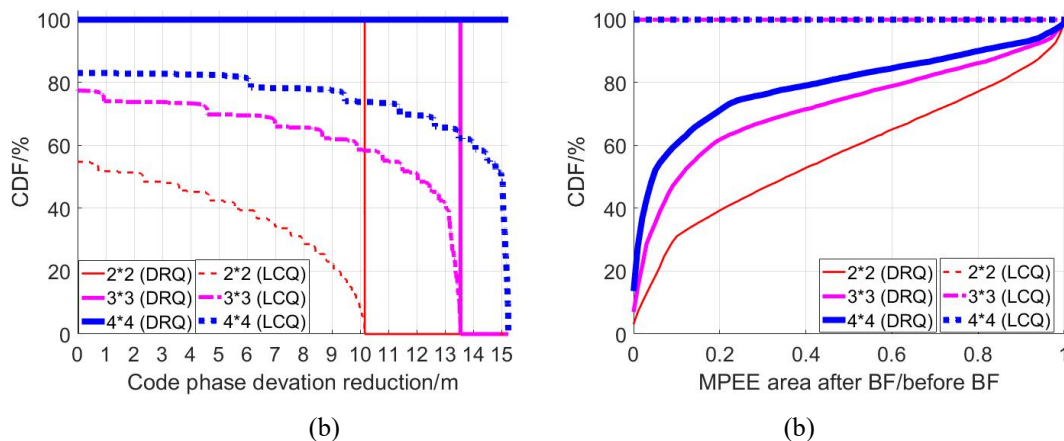 100
80
60
40
20
0
CDF/%
2*2 (DRQ)
3*3 (DRQ)
4*4 (DRQ)
2*2 (LCQ)
3*3 (LCQ)
4*4 (LCQ)
0 1 2 3 4 5 6 7 8 9 10 11 12 13 14 15
Code phase devation reduction/m
(b)
100
80
60
40
20
0
CDF/%
2*2 (DRQ)
3*3 (DRQ)
4*4 (DRQ)
2*2 (LCQ)
3*3 (LCQ)
4*4 (LCQ)
0 0.2 0.4 0.6 0.8 1
MPEE area after BF/before BF
(b)